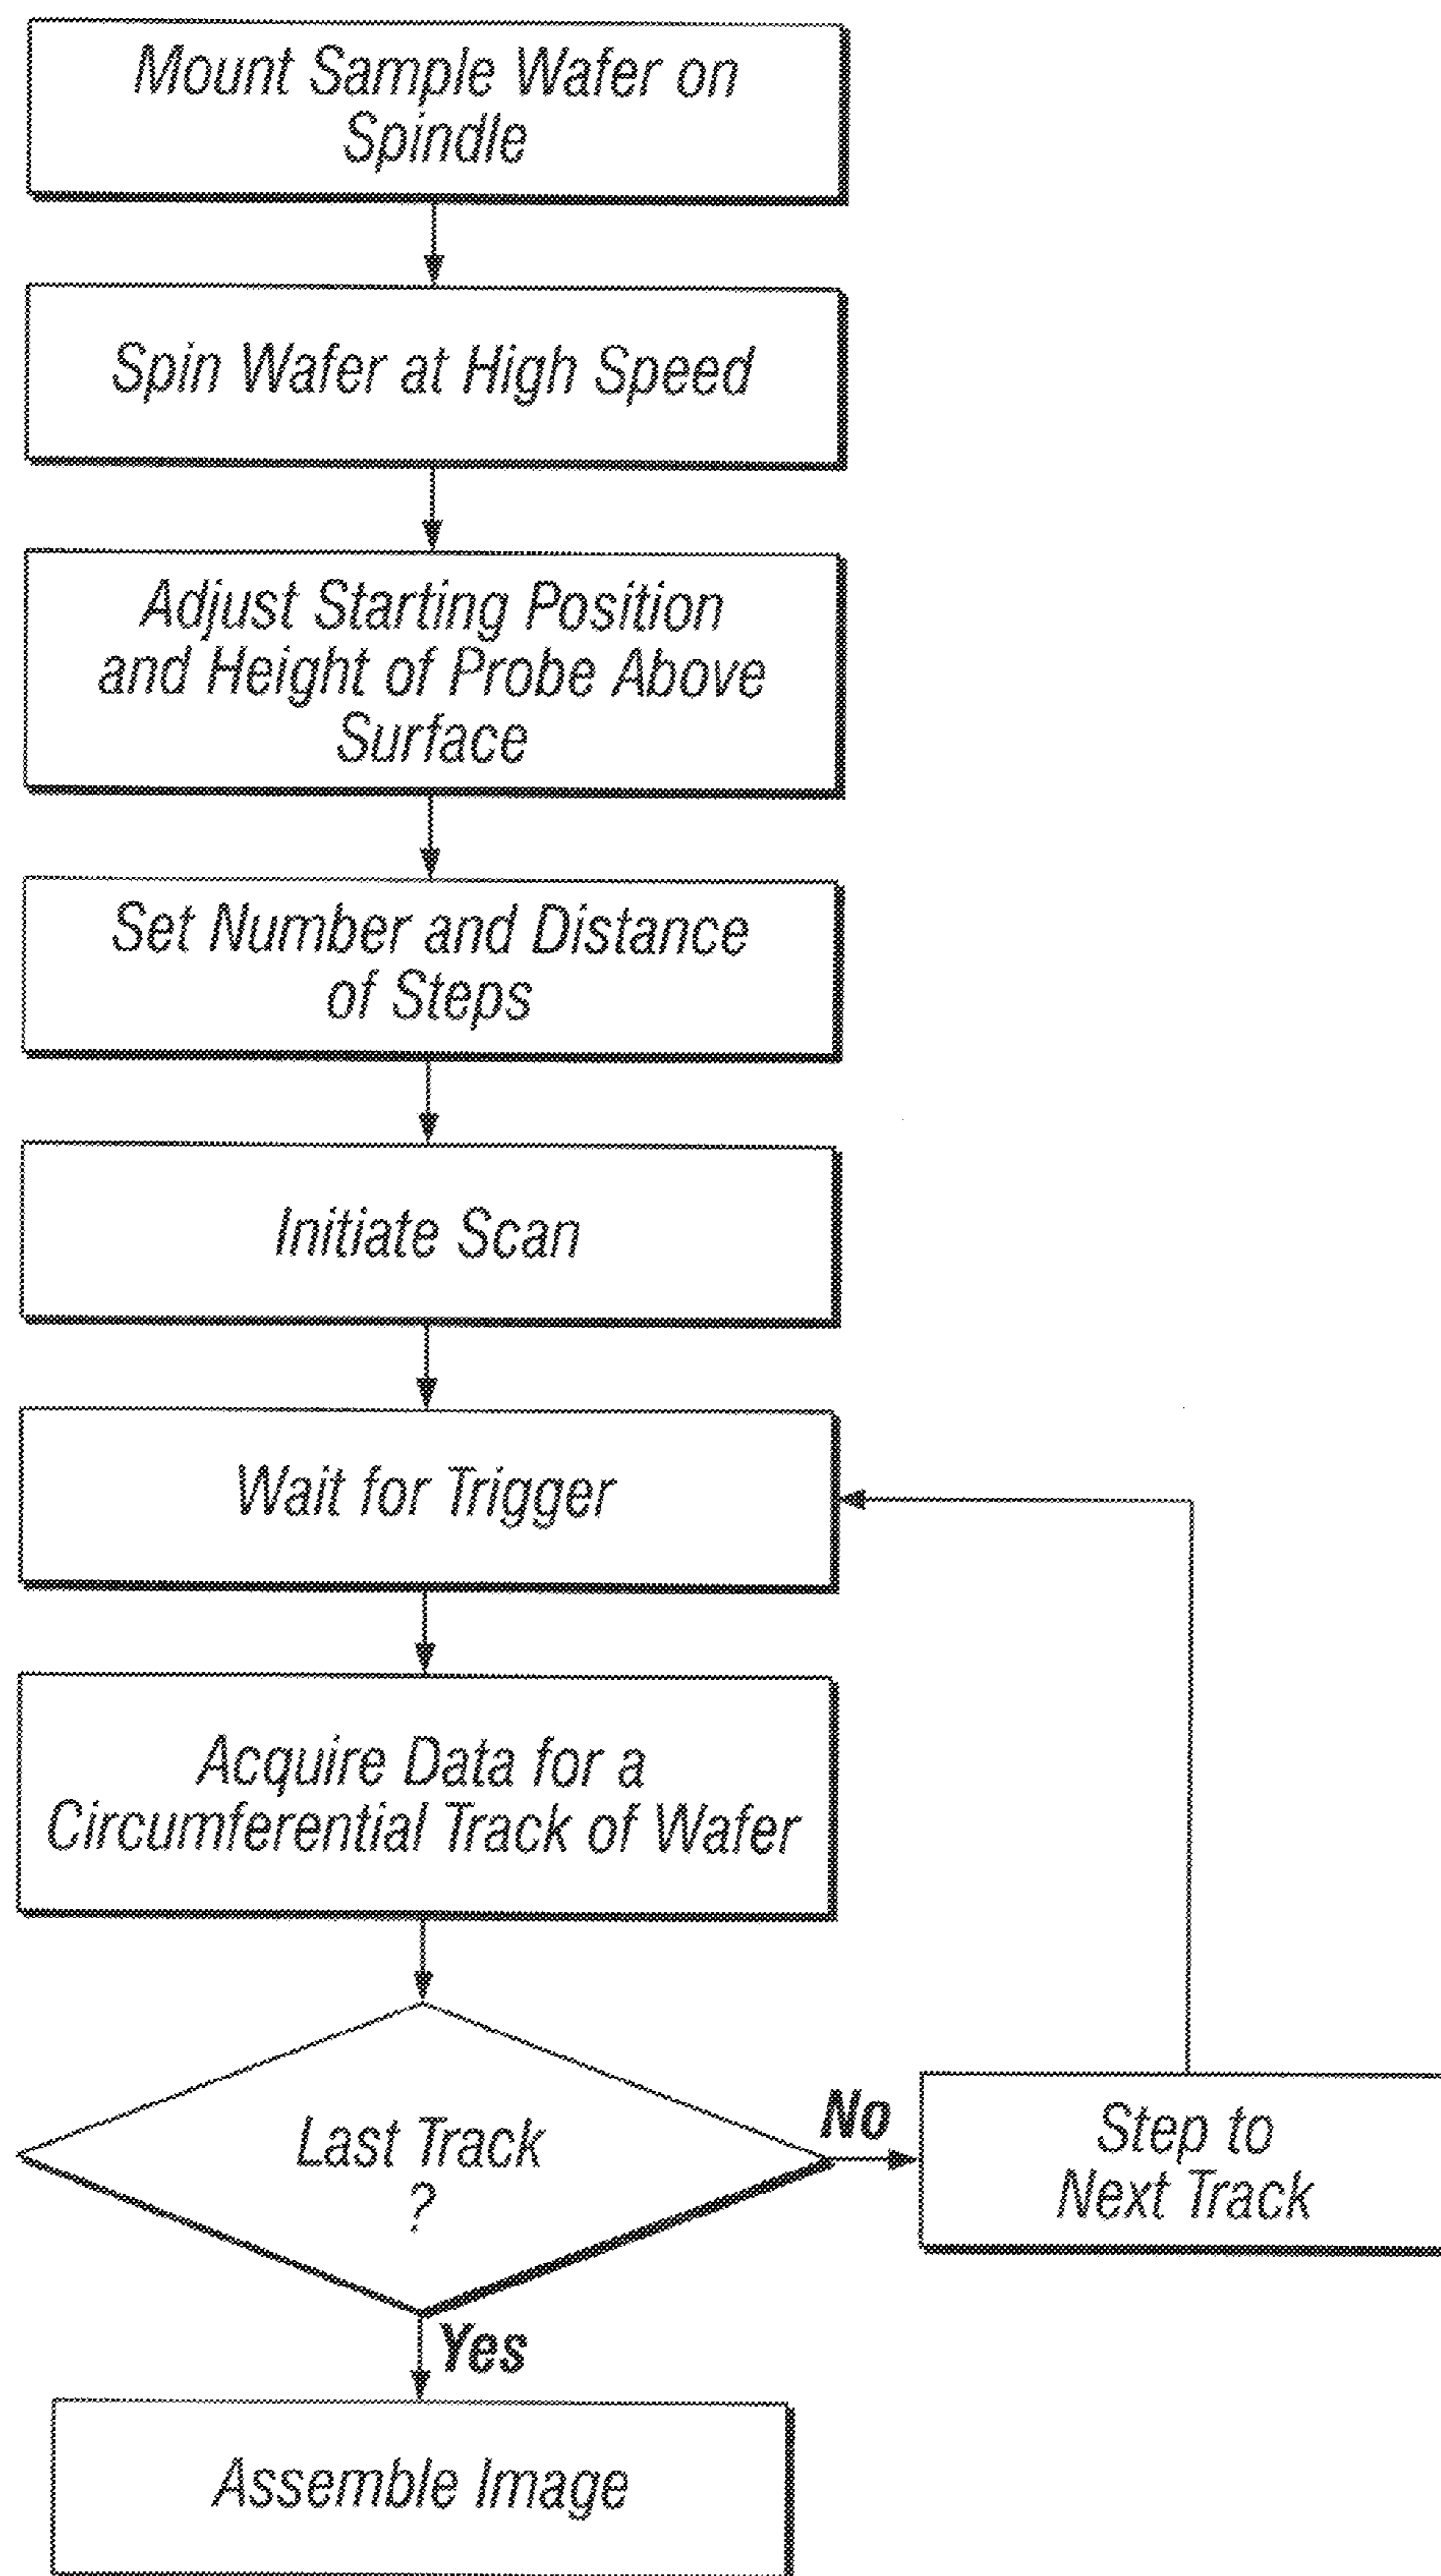 Mount Sample Wafer on
Spindle
Spin Wafer at High Speed
Adjust Starting Position
and Height of Probe Above
Surface
Set Number and Distance
of Steps
Initiate Scan
Wait for Trigger
Acquire Data for a
Circumferential Track of Wafer
Last Track
?
No
Step to
Next Track
Yes
Assemble Image